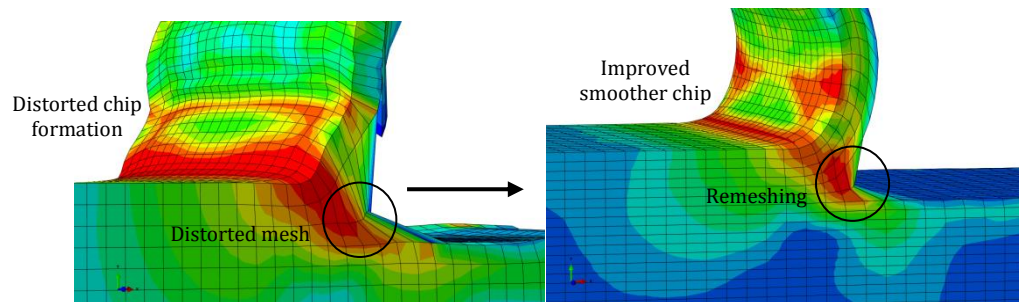 Distorted chip
formation
Distorted mesh
Improved
smoother chip
Remeshing